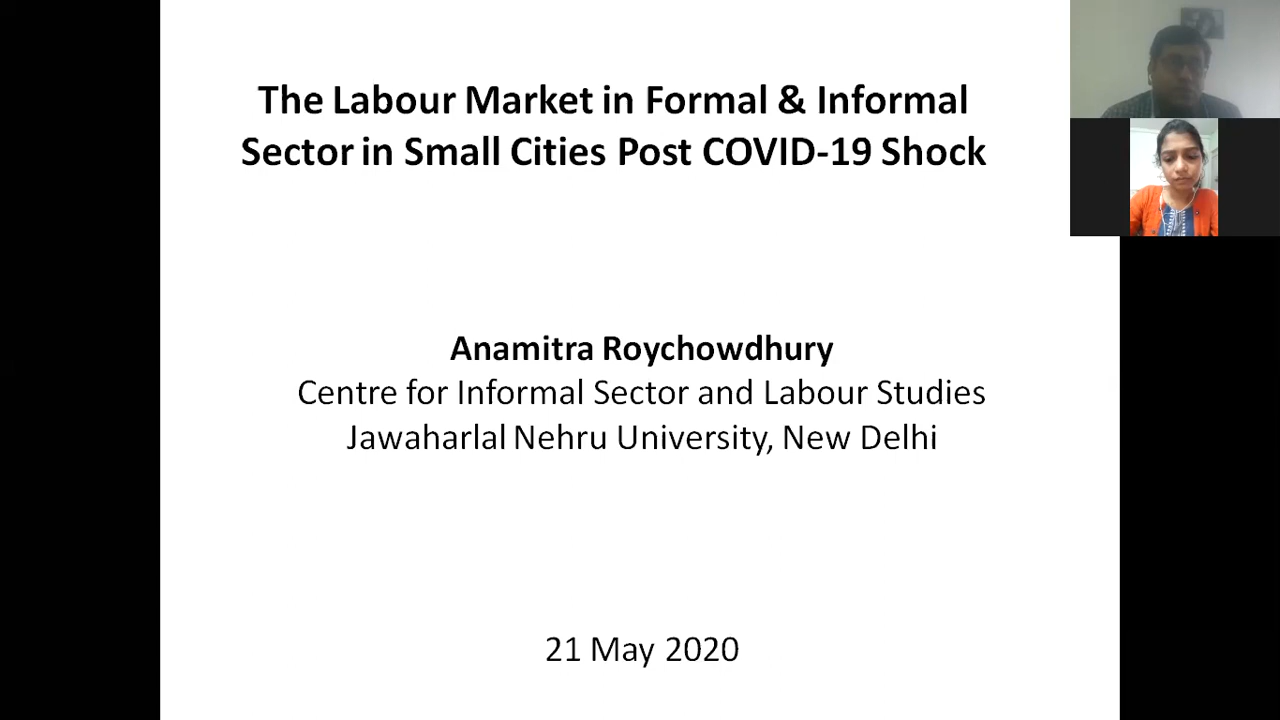 The Labour Market in Formal & Informal
Sector in Small Cities Post COVID-19 Shock
Anamitra Roychowdhury
Centre for Informal Sector and Labour Studies
Jawaharlal Nehru University, New Delhi
21 May 2020